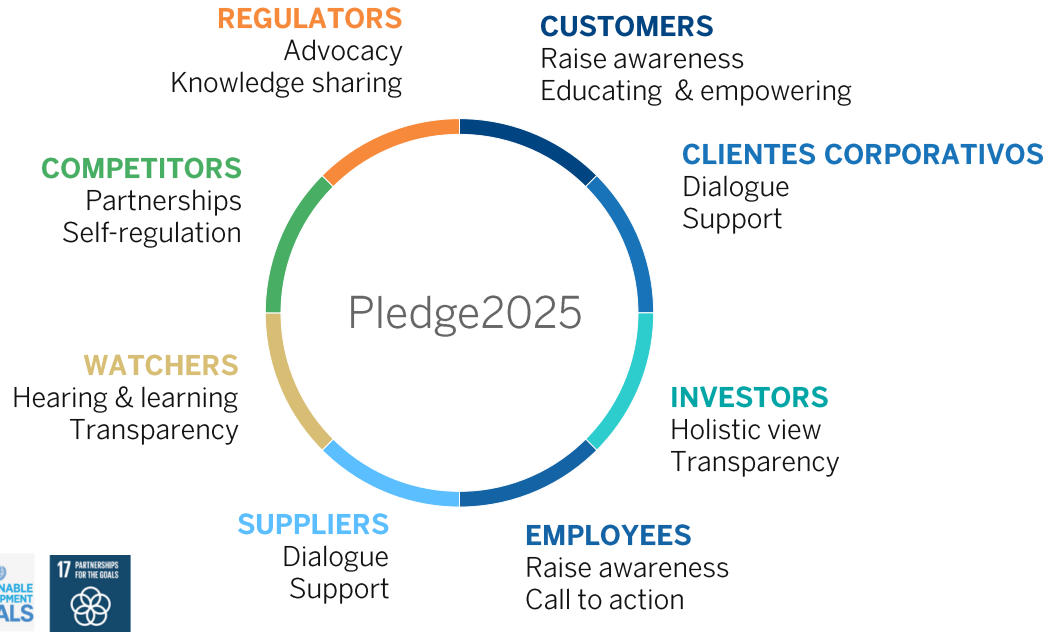 REGULATORS
Advocacy
Knowledge sharing
CUSTOMERS
Raise awareness
Educating & empowering
CLIENTES CORPORATIVOS
Dialogue
Support
COMPETITORS
Partnerships
Self-regulation
Pledge2025
WATCHERS
Hearing & learning
Transparency
INVESTORS
Holistic view
Transparency
SUPPLIERS
Dialogue
Support
EMPLOYEES
Raise awareness
Call to action
NABLE
PMENT
ALS
17 PARTNERSHIPS
FOR THE GOALS